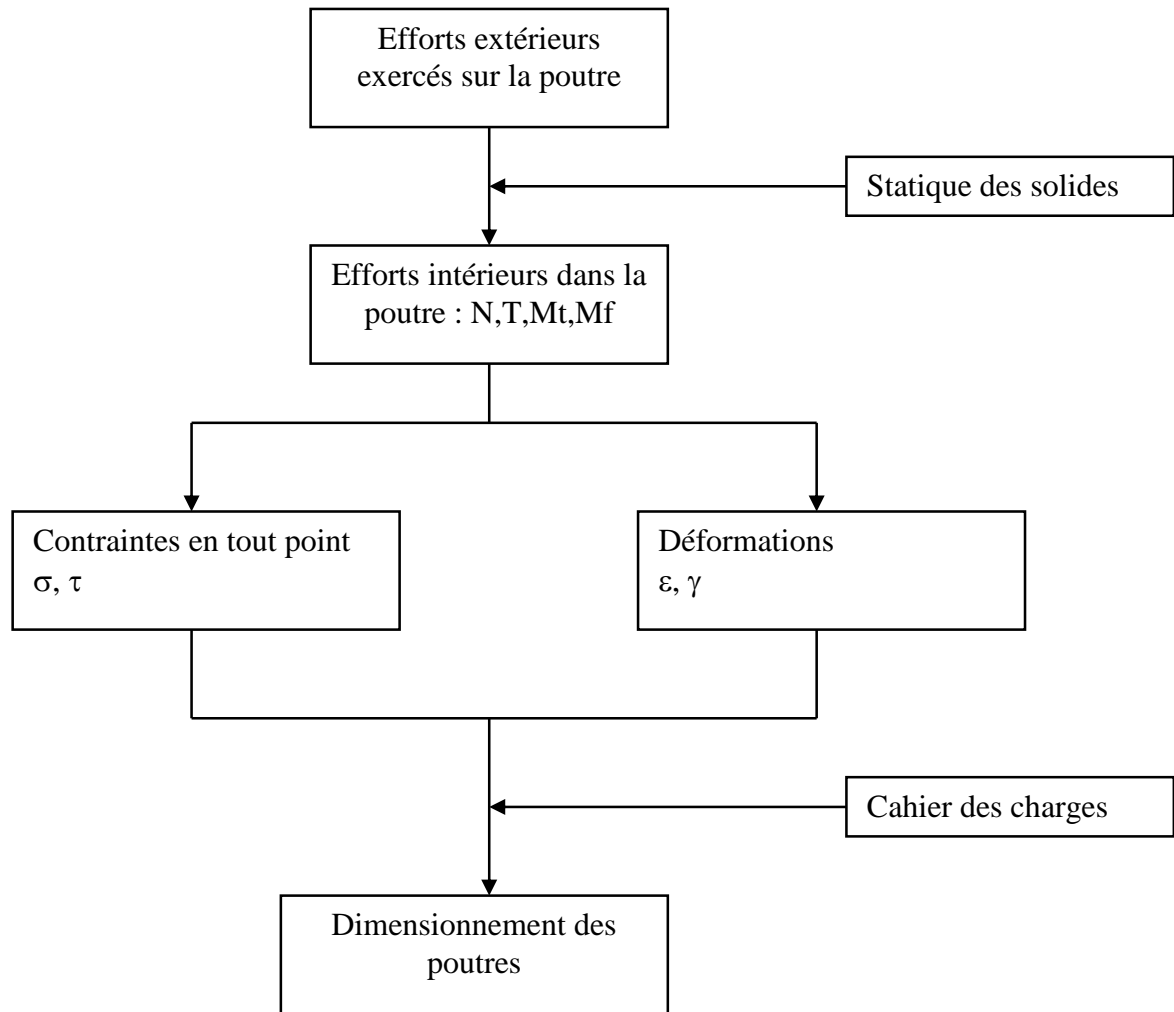 Efforts extérieurs
exercés sur la poutre
Statique des solides
Efforts intérieurs dans la
poutre : N,T,Mt,Mf
Contraintes en tout point
σ, τ
Déformations
ε, γ
Cahier des charges
Dimensionnement des
poutres